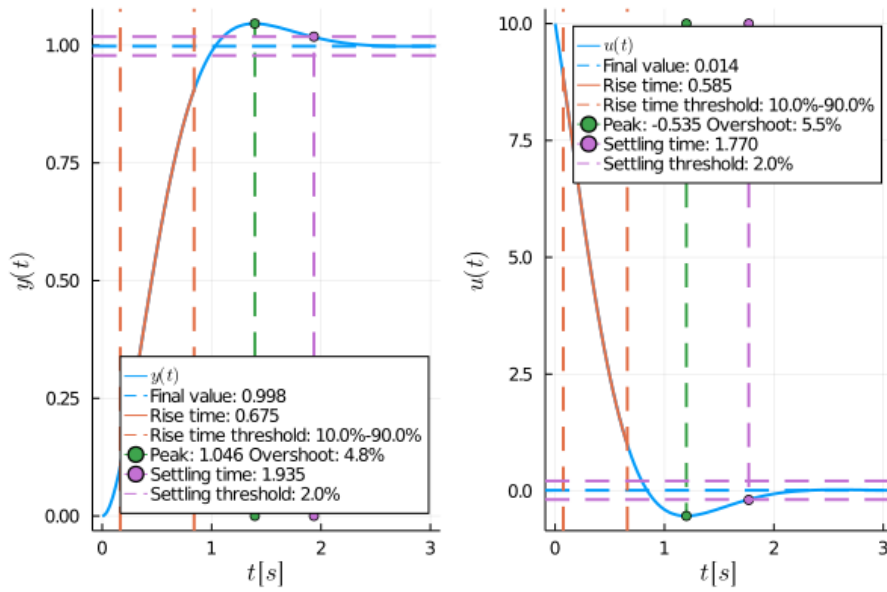 1.00
0.75
0.50
0.25
0.00
y(t)
y(t)
Final value: 0.998
Rise time: 0.675
Rise time threshold: 10.0%-90.0%
Peak: 1.046 Overshoot: 4.8%
Settling time: 1.935
Settling threshold: 2.0%
0 1 2 3
t[s]
10.0
7.5
5.0
2.5
0.0
u(t)
u(t)
Final value: 0.014
Rise time: 0.585
Rise time threshold: 10.0%-90.0%
Peak: -0.535 Overshoot: 5.5%
Settling time: 1.770
Settling threshold: 2.0%
0 1 2 3
t[s]